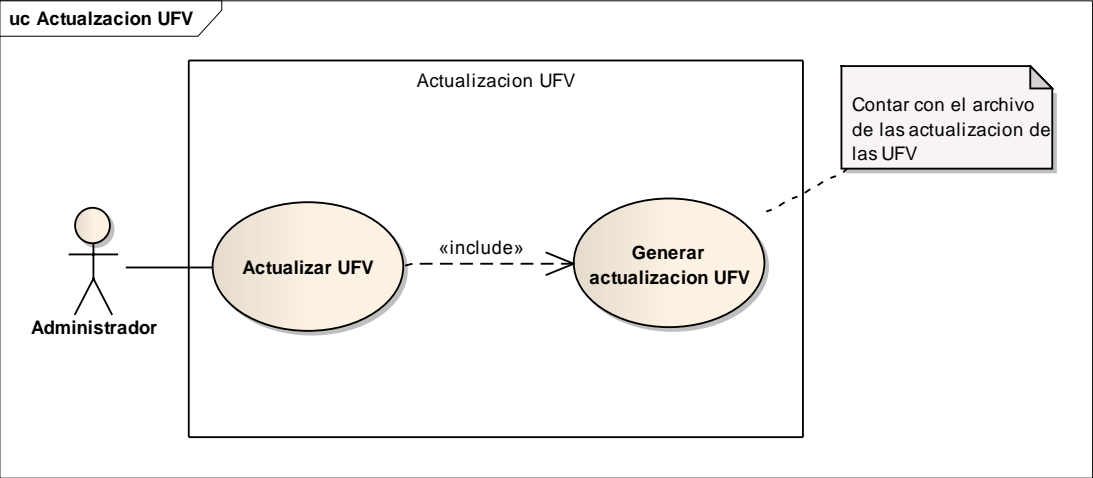 uc Actualzacion UFV
Actualizacion UFV
Contar con el archivo
de las actualizacion de
las UFV
Actualizar UFV
«include»
Generar
actualizacion UFV
Administrador